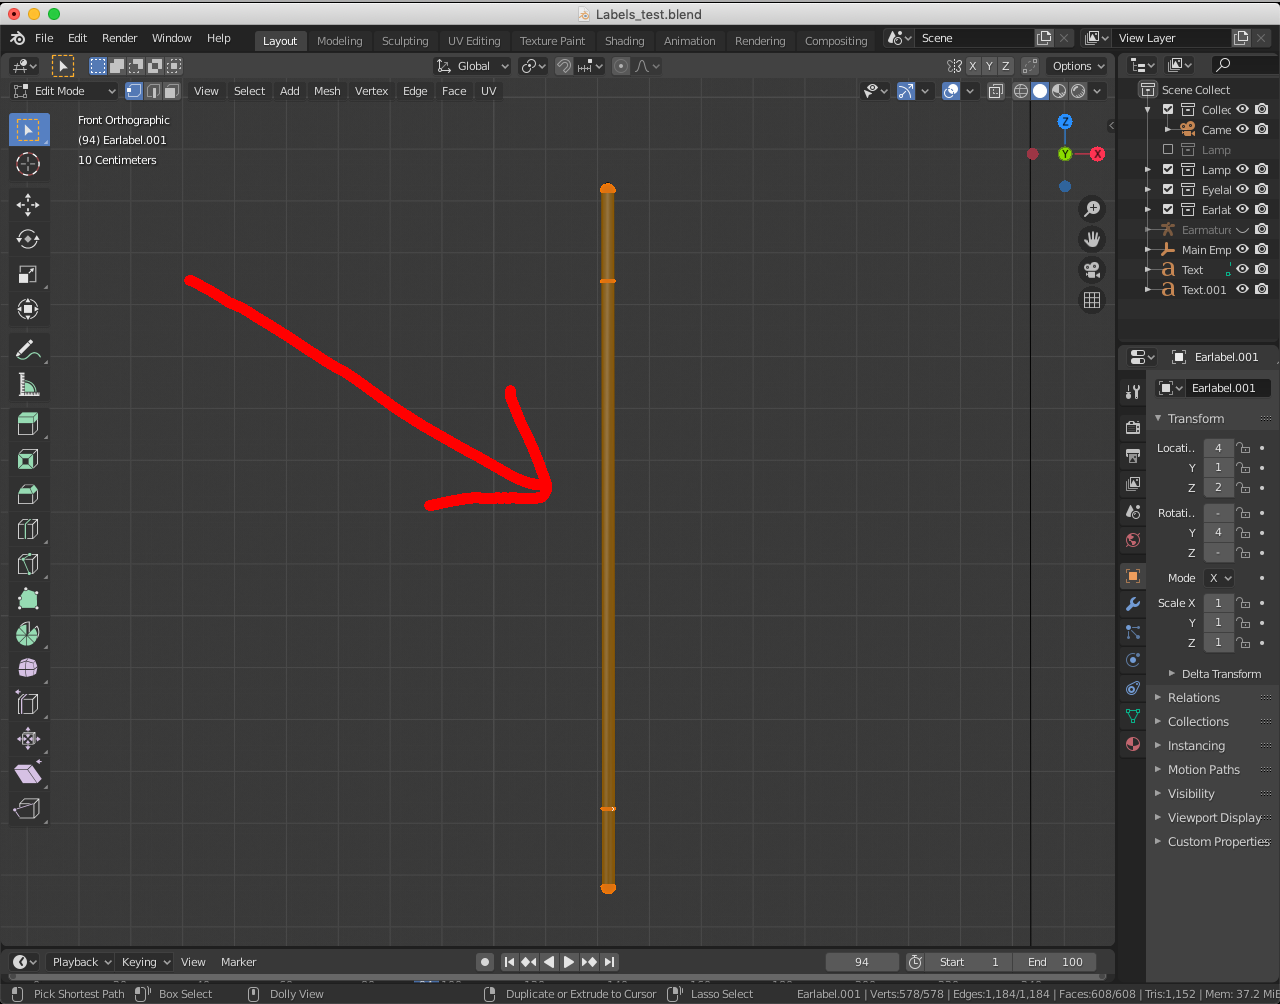 Labels_test.blend
File Edit Render Window Help Layout Modeling Sculpting UV Editing Texture Paint Shading Animation Rendering Compositing Scene View Layer
Global X Y Z Options
Edit Mode View Select Add Mesh Vertex Edge Face UV
Front Orthographic
(94) Earlabel.001
10 Centimeters
Z
Y
X
Scene Collect
Collec
Came
Lamp
Lamp
Eyelal
Earlab
Earmature
Main Emp
Text
Text.001
Earlabel.001
Earlabel.001
Transform
Locati.. 4
Y 1
Z 2
Rotati.. -
Y 4
Z -
Mode X
Scale X 1
Y 1
Z 1
Delta Transform
Relations
Collections
Instancing
Motion Paths
Visibility
Viewport Display
Custom Properties
Playback Keying View Marker 94 Start 1 End 100
Pick Shortest Path Box Select Dolly View Duplicate or Extrude to Cursor Lasso Select Earlabel.001 | Verts:578/578 | Edges:1,184/1,184 | Faces:608/608 | Tris:1,152 | Mem: 37.2 Mi